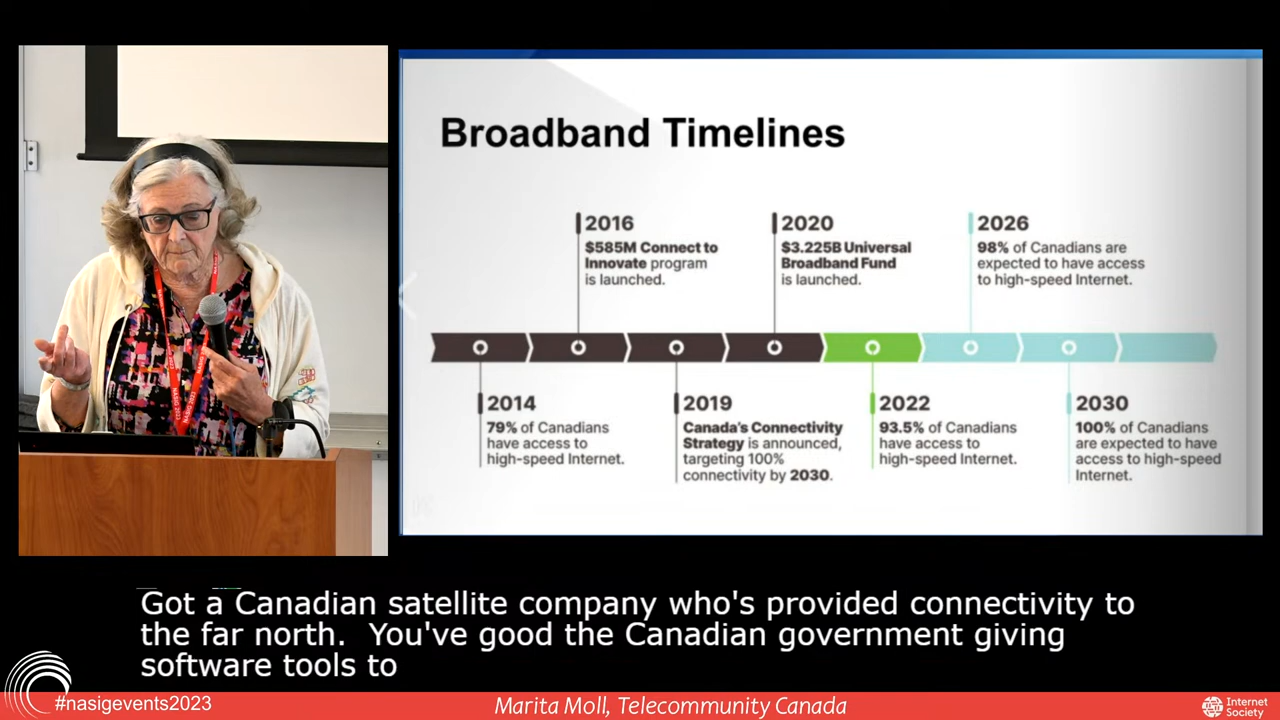 Broadband Timelines
2016
$585M Connect to
Innovate program
is launched.
2020
$3.225B Universal
Broadband Fund
is launched.
2026
98% of Canadians are
expected to have access
to high-speed Internet.
2014
79% of Canadians
have access to
high-speed Internet.
2019
Canada's Connectivity
Strategy is announced,
targeting 100%
connectivity by 2030.
2022
93.5% of Canadians
have access to
high-speed Internet.
2030
100% of Canadians
are expected to have
access to high-speed
Internet.
Got a Canadian satellite company who's provided connectivity to
the far north.  You've good the Canadian government giving
software tools to
#nasigevents2023
Marita Moll, Telecommunity Canada
Internet
Society